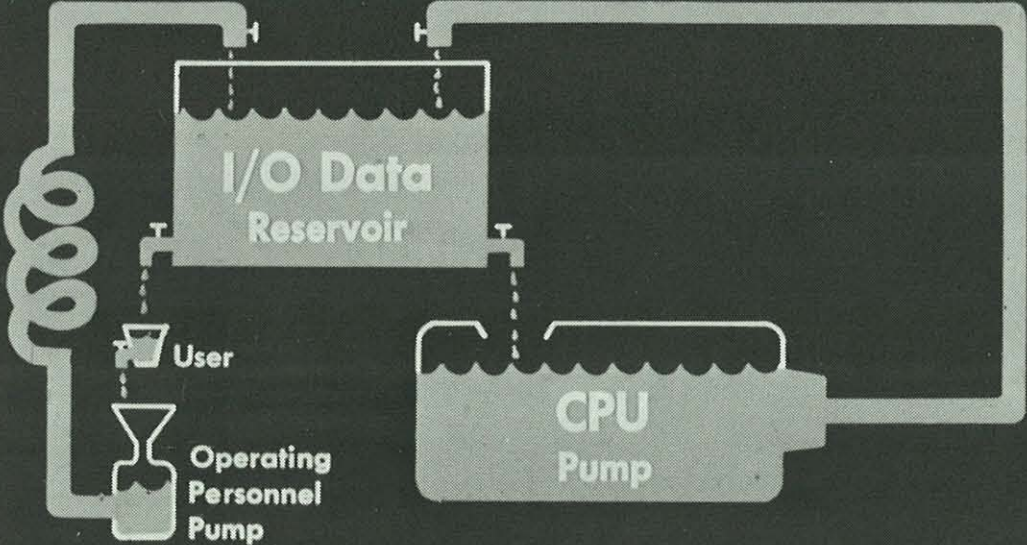 I/O Data
Reservoir
User
Operating
Personnel
Pump
CPU
Pump